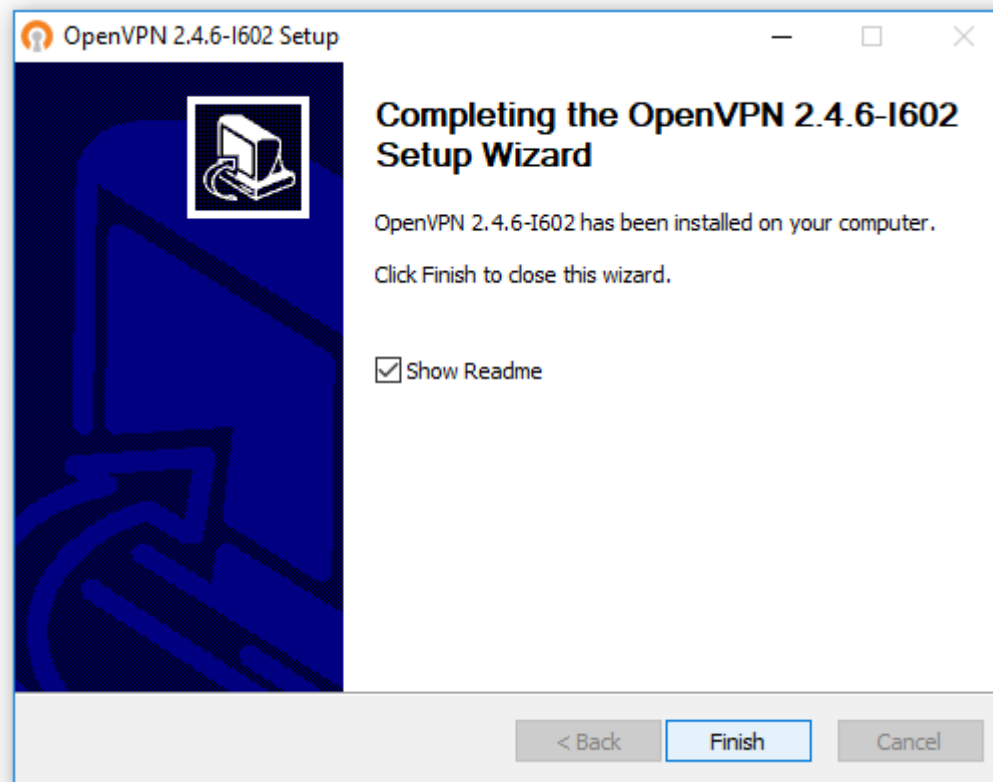 OpenVPN 2.4.6-I602 Setup
Completing the OpenVPN 2.4.6-I602
Setup Wizard
OpenVPN 2.4.6-I602 has been installed on your computer.
Click Finish to close this wizard.
Show Readme
< Back
Finish
Cancel